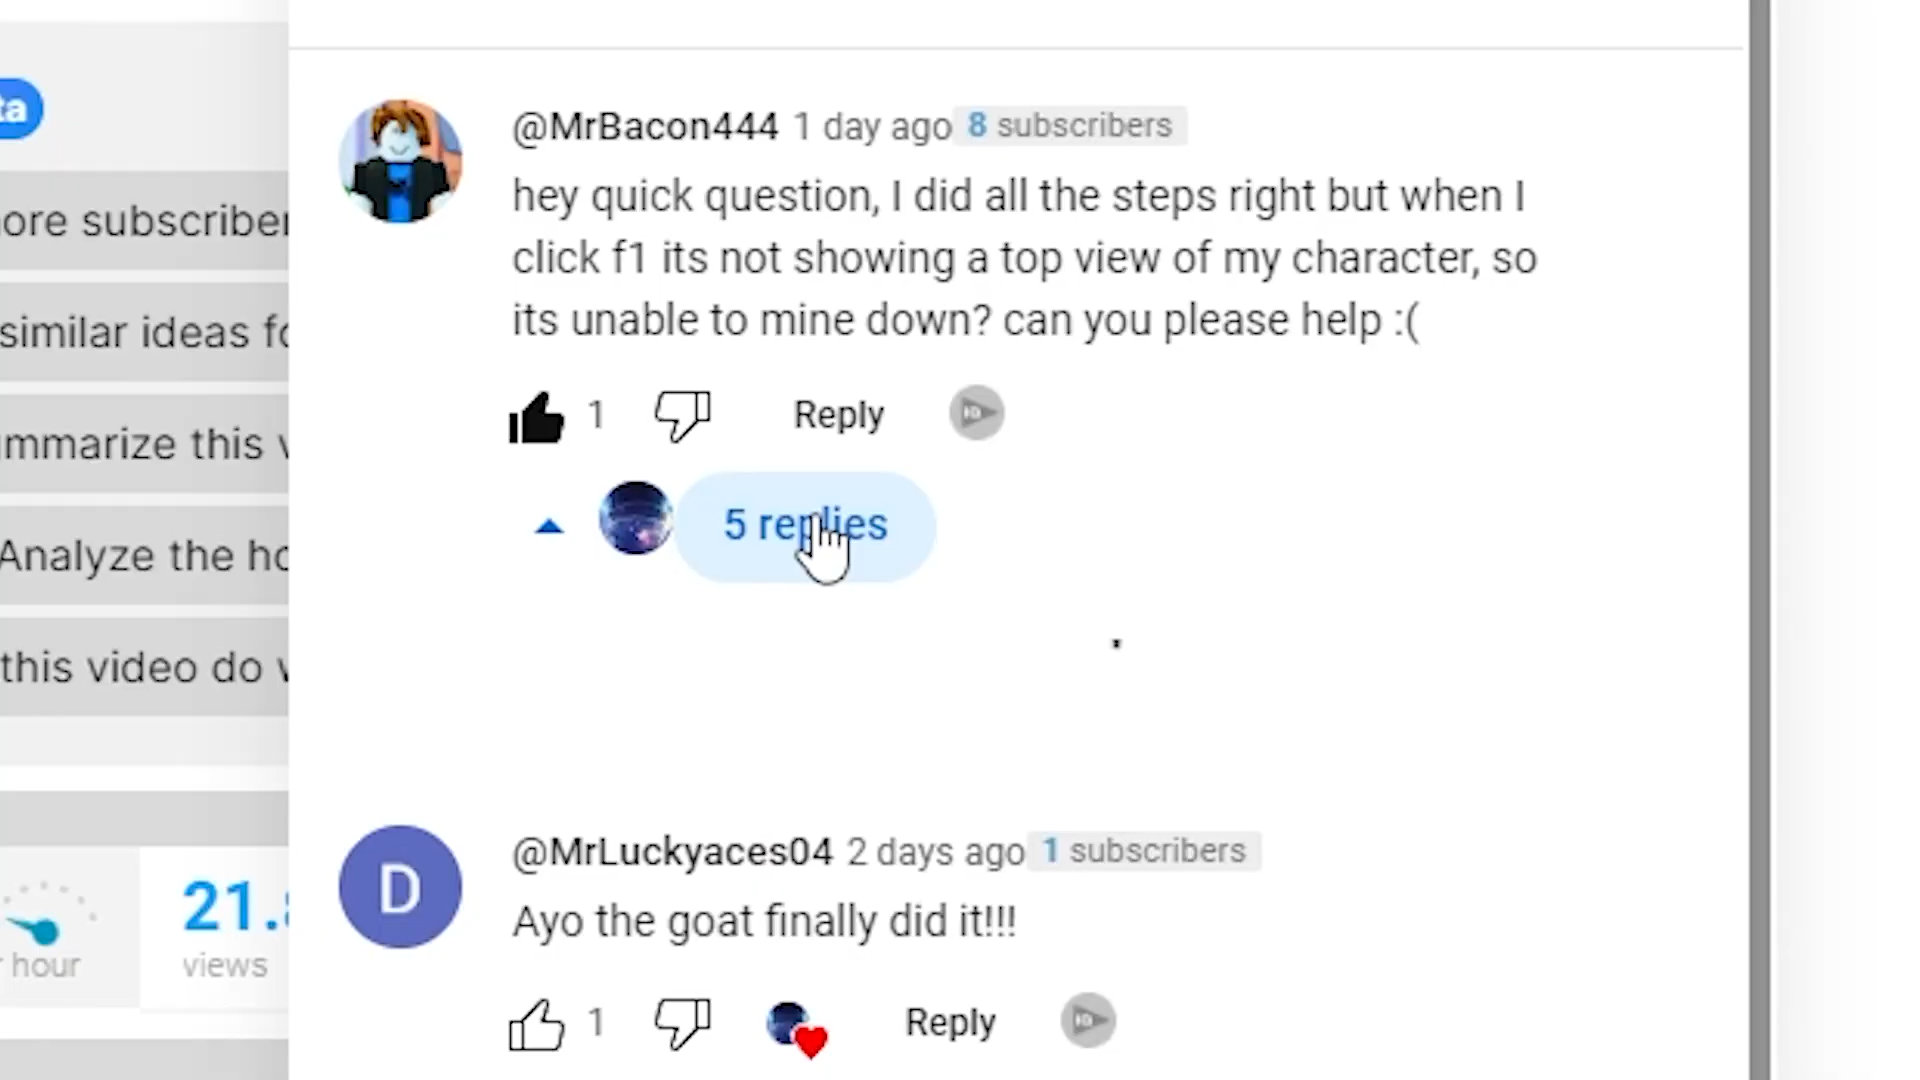 ta
ore subscriber
similar ideas fo
mmarize this v
Analyze the ho
this video do w
21.8
views
r hour
@MrBacon444 1 day ago 8 subscribers
hey quick question, I did all the steps right but when I
click f1 its not showing a top view of my character, so
its unable to mine down? can you please help :(
1 Reply
5 replies
@MrLuckyaces04 2 days ago 1 subscribers
D
Ayo the goat finally did it!!!
1 Reply